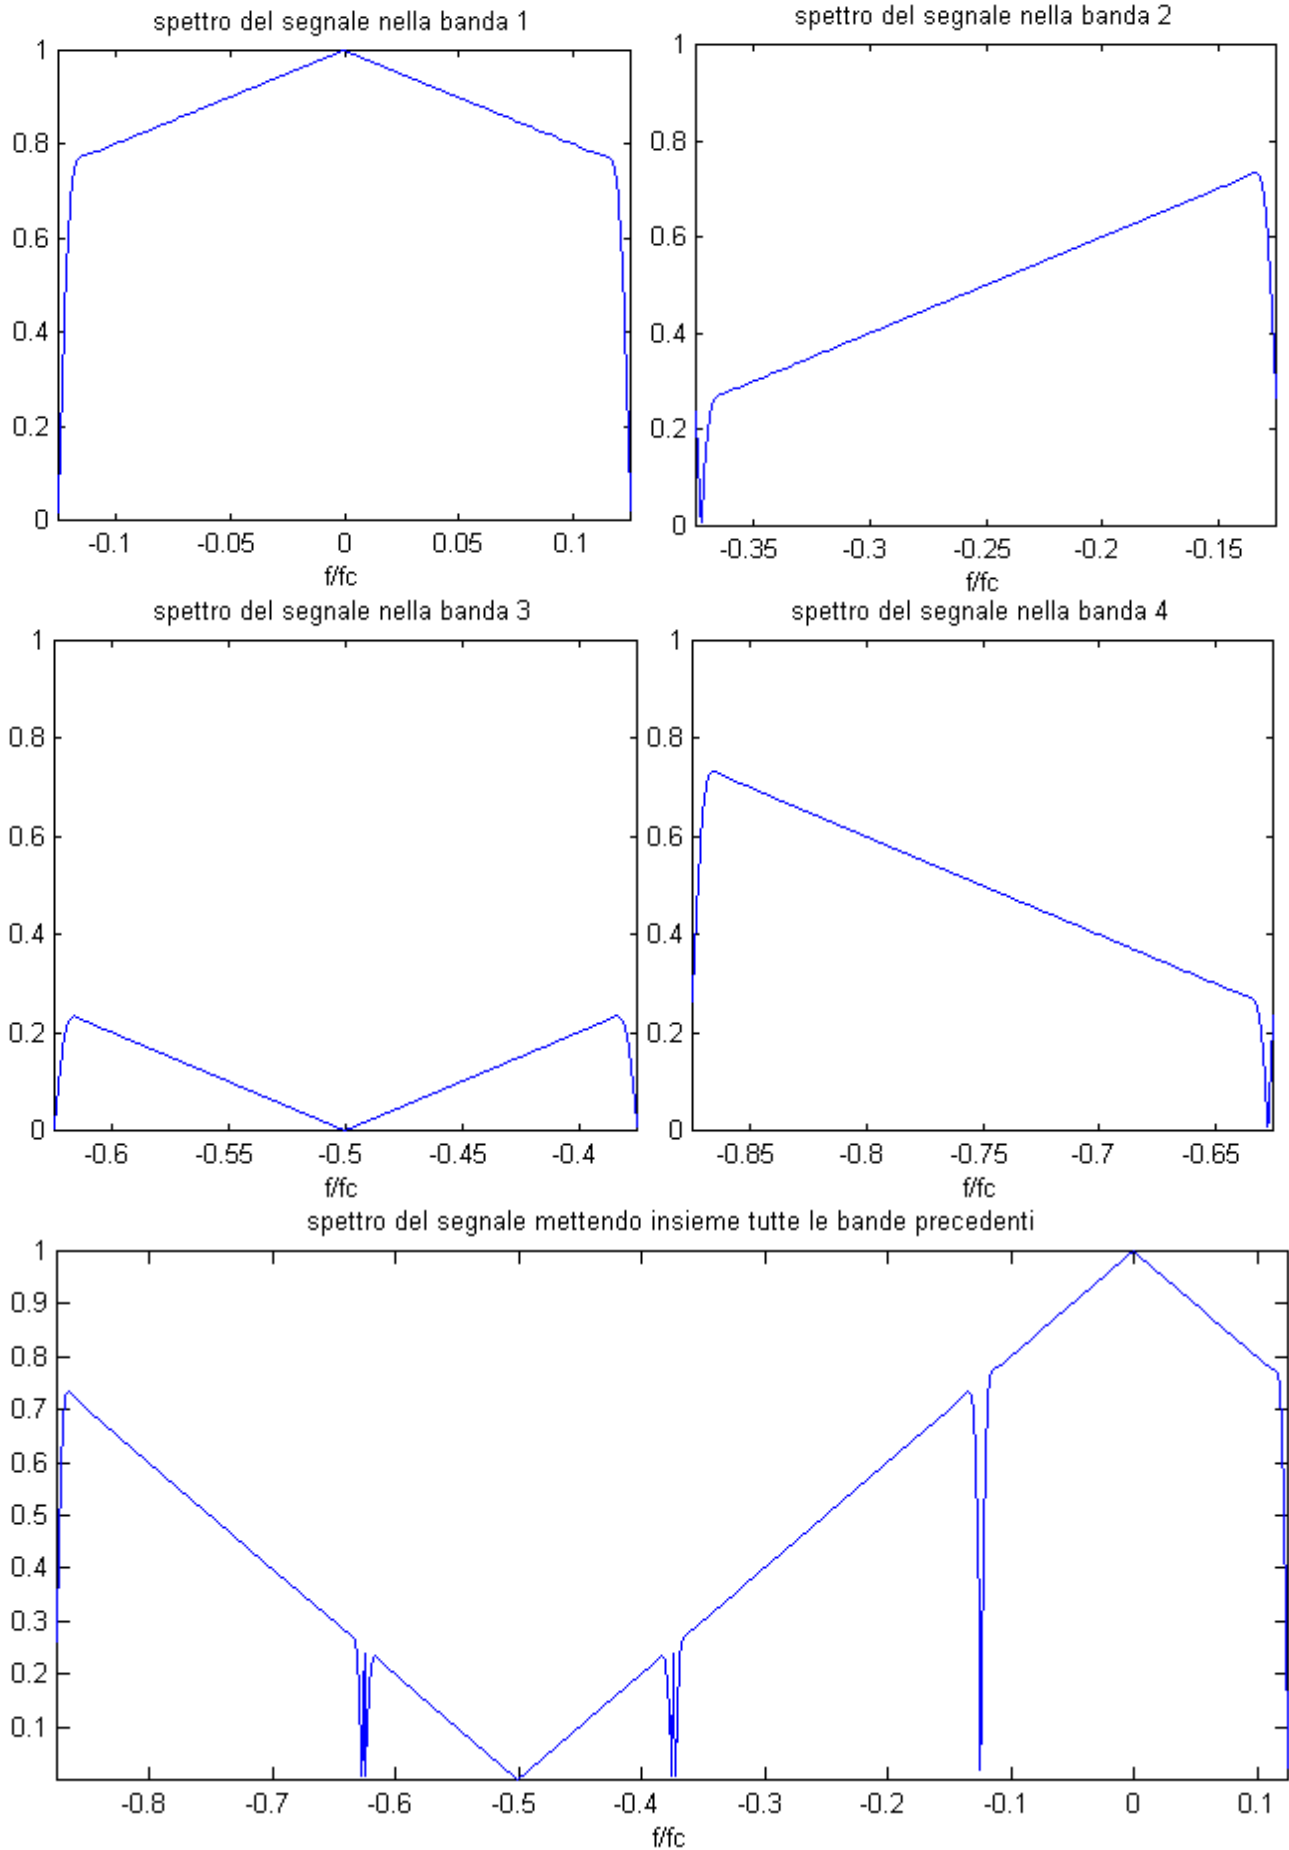 spettro del segnale nella banda 1
1
0.8
0.6
0.4
0.2
0
-0.1 -0.05 0 0.05 0.1
f/fc
spettro del segnale nella banda 2
1
0.8
0.6
0.4
0.2
0
-0.35 -0.3 -0.25 -0.2 -0.15
f/fc
spettro del segnale nella banda 3
1
0.8
0.6
0.4
0.2
0
-0.6 -0.55 -0.5 -0.45 -0.4
f/fc
spettro del segnale nella banda 4
1
0.8
0.6
0.4
0.2
0
-0.85 -0.8 -0.75 -0.7 -0.65
f/fc
spettro del segnale mettendo insieme tutte le bande precedenti
1
0.9
0.8
0.7
0.6
0.5
0.4
0.3
0.2
0.1
-0.8 -0.7 -0.6 -0.5 -0.4 -0.3 -0.2 -0.1 0 0.1
f/fc